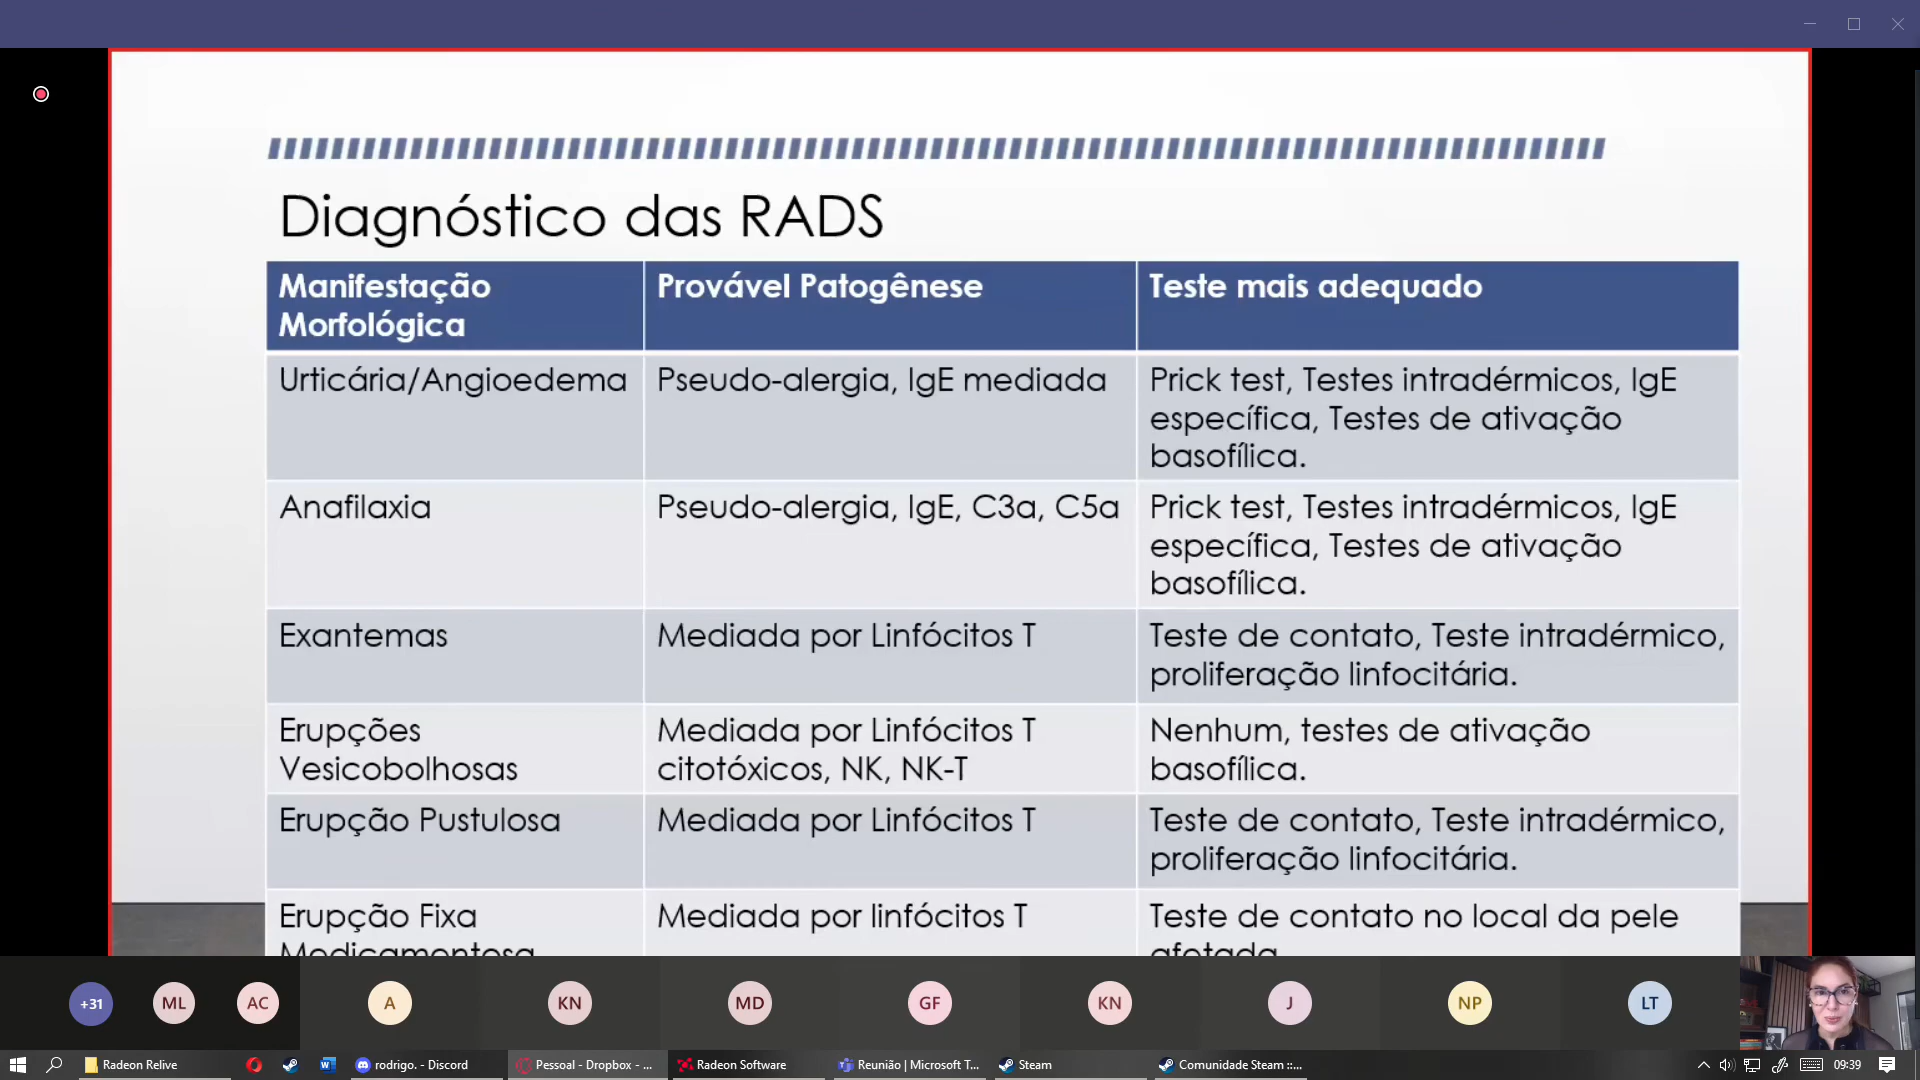 Diagnóstico das RADS
Manifestação
Morfológica
Provável Patogênese
Teste mais adequado
Urticária/Angioedema
Pseudo-alergia, IgE mediada
Prick test, Testes intradérmicos, IgE
específica, Testes de ativação
basofílica.
Anafilaxia
Pseudo-alergia, IgE, C3a, C5a
Prick test, Testes intradérmicos, IgE
específica, Testes de ativação
basofílica.
Exantemas
Mediada por Linfócitos T
Teste de contato, Teste intradérmico,
proliferação linfocitária.
Erupções
Vesicobolhosas
Mediada por Linfócitos T
citotóxicos, NK, NK-T
Nenhum, testes de ativação
basofílica.
Erupção Pustulosa
Mediada por Linfócitos T
Teste de contato, Teste intradérmico,
proliferação linfocitária.
Erupção Fixa
Medicamentosa
Mediada por linfócitos T
Teste de contato no local da pele
afetada
+31
ML
AC
A
KN
MD
GF
KN
J
NP
LT
Radeon Relive
rodrigo. - Discord
Pessoal - Dropbox - ...
Radeon Software
Reunião | Microsoft T...
Steam
Comunidade Steam ::...
09:39